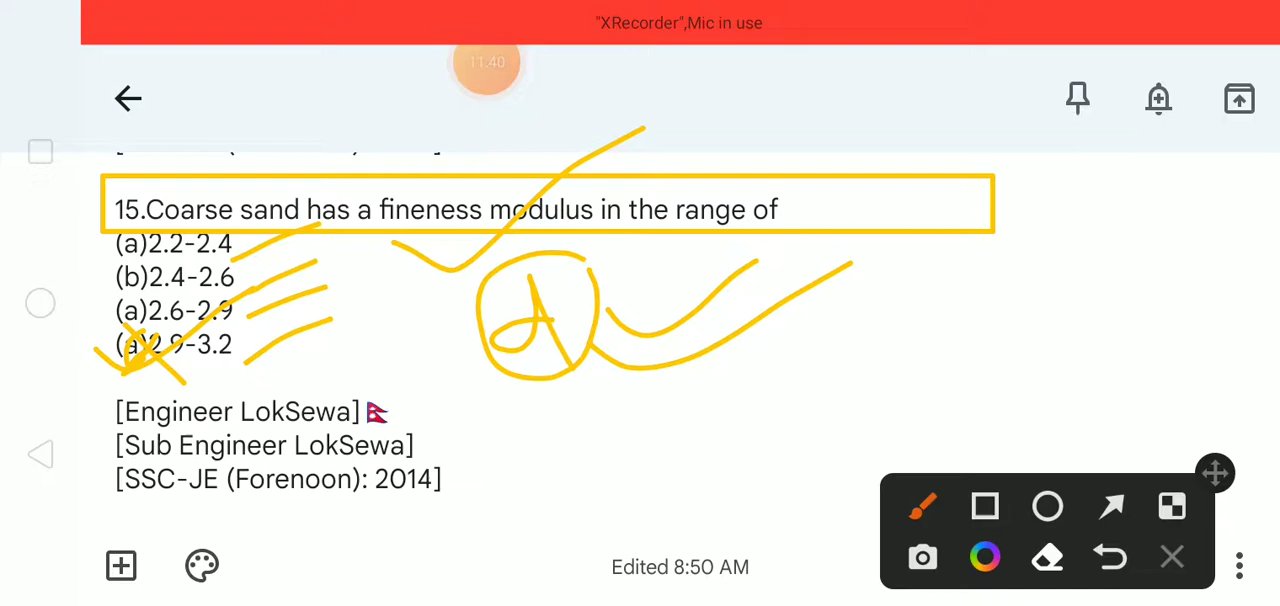 "XRecorder",Mic in use
11.40
15.Coarse sand has a fineness modulus in the range of
(a)2.2-2.4
(b)2.4-2.6
(a)2.6-2.9
(a)2.9-3.2
[Engineer LokSewa]🇳🇵
[Sub Engineer LokSewa]
[SSC-JE (Forenoon): 2014]
Edited 8:50 AM